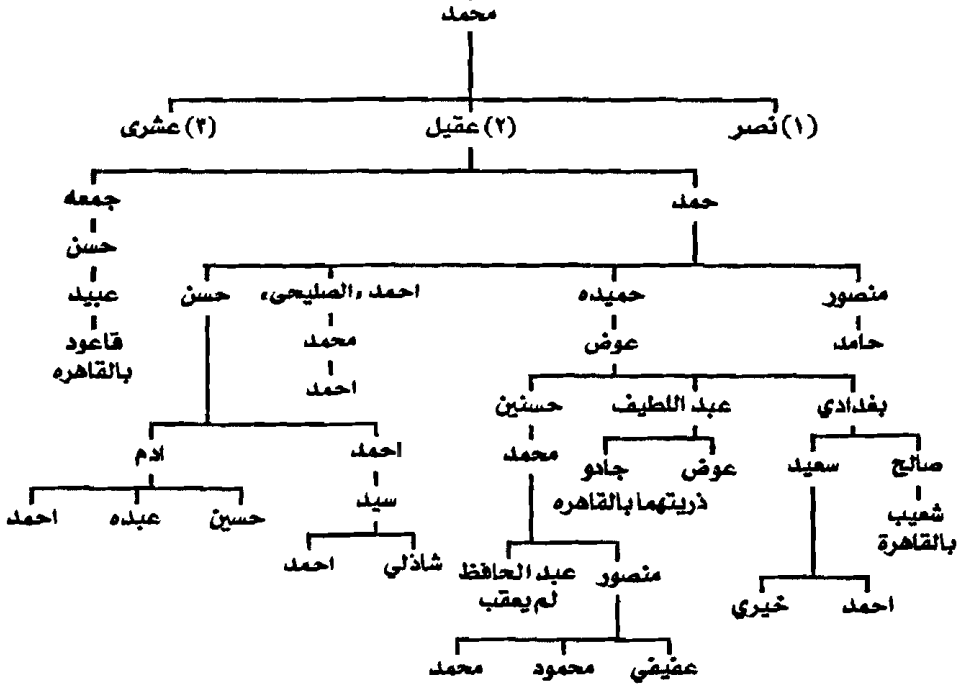 محمد
(١) نصر (٢) عقيل (٣) عشرى
حمد جمعه
حسن
منصور حميده احمد «الصليحى» حسن عبيد
حامد عوض محمد قاعود
بالقاهره
احمد
بغدادي عبد اللطيف حسنين
احمد ادم
صالح سعيد عوض جادو محمد
سيد
ذريتهما بالقاهره
شعيب
حسين عبده احمد
بالقاهرة
شاذلي احمد
منصور عبد الحافظ
لم يعقب
احمد خيري
عفيفي محمود محمد